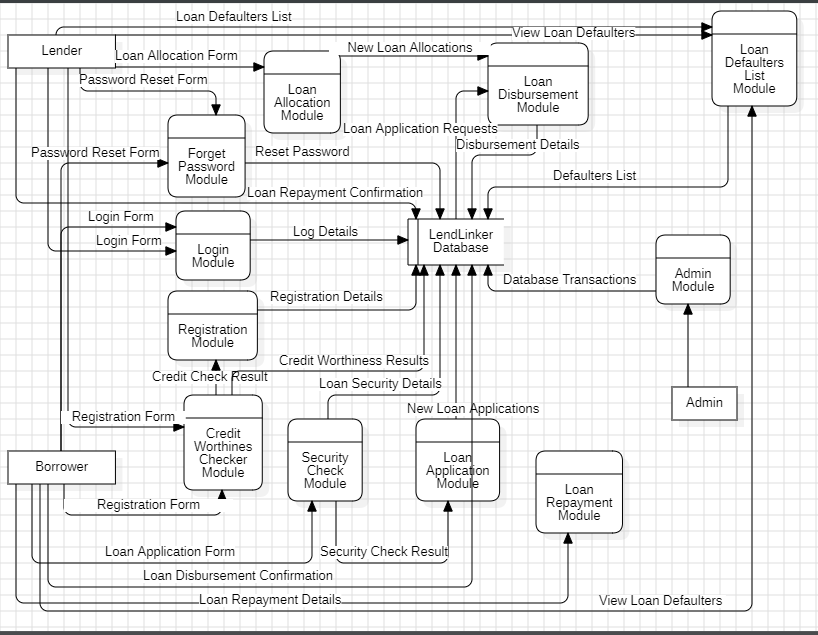 Loan Defaulters List
View Loan Defaulters
Lender
Loan Allocation Form
New Loan Allocations
Loan
Defaulters
List
Module
Password Reset Form
Loan
Allocation
Module
Loan
Disbursement
Module
Loan Application Requests
Disbursement Details
Password Reset Form
Forget
Password
Module
Reset Password
Defaulters List
Loan Repayment Confirmation
Login Form
Login Form
Login
Module
Log Details
LendLinker
Database
Database Transactions
Admin
Module
Registration Details
Registration
Module
Credit Worthiness Results
Credit Check Result
Loan Security Details
Admin
Registration Form
New Loan Applications
Credit
Worthines
Checker
Module
Security
Check
Module
Loan
Application
Module
Borrower
Loan
Repayment
Module
Registration Form
Loan Application Form
Security Check Result
Loan Disbursement Confirmation
Loan Repayment Details
View Loan Defaulters